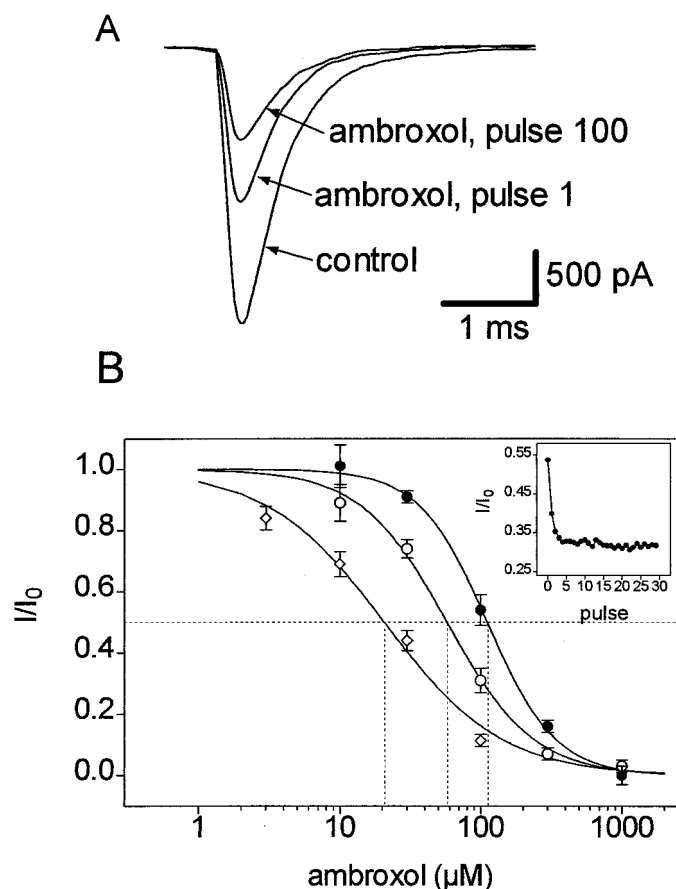 A
ambroxol, pulse 100
ambroxol, pulse 1
control
500 pA
1 ms
B
I/I₀
1.0
0.8
0.6
0.4
0.2
0.0
1
10
100
1000
ambroxol (µM)
I/I₀
0.55
0.45
0.35
0.25
0
5
10
15
20
25
30
pulse